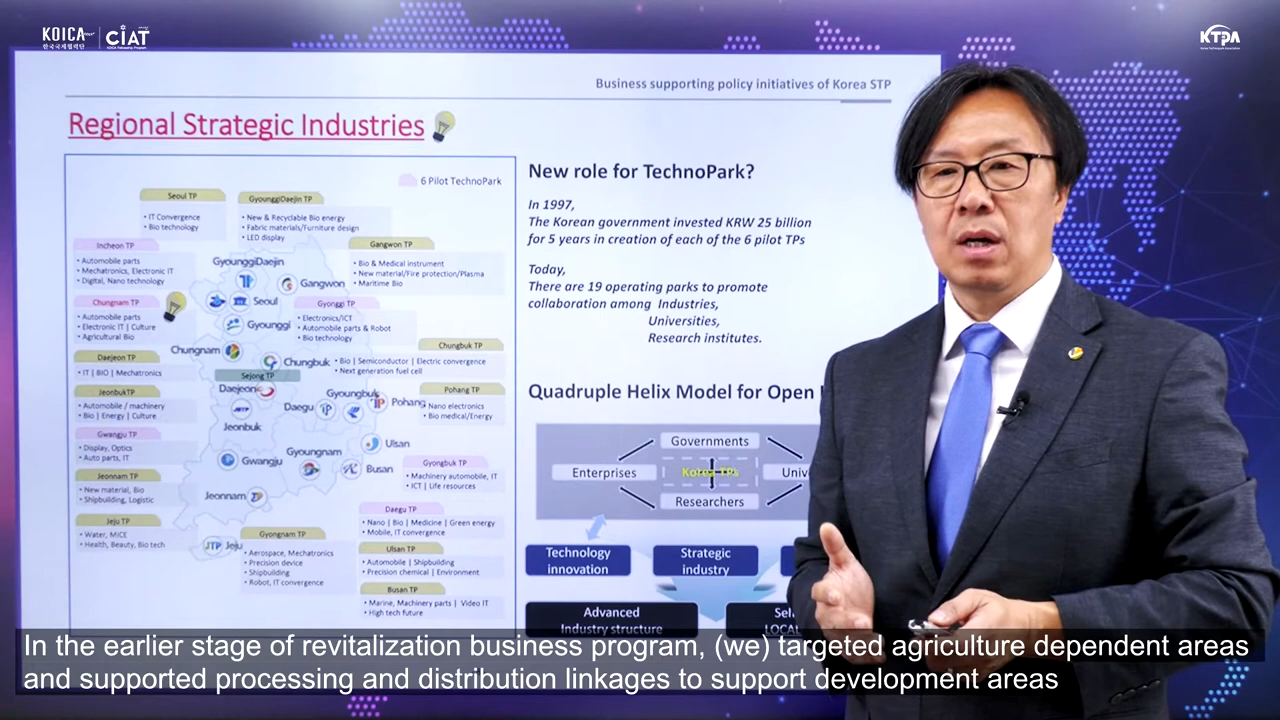 KOICA
한국국제협력단
CIAT
KOICA Fellowship Program
KTPA
Korea Technopark Association
Business supporting policy initiatives of Korea STP
Regional Strategic Industries
6 Pilot TechnoPark
Seoul TP
• IT Convergence
• Bio technology
GyounggiDaejin TP
• New & Recyclable Bio energy
• Fabric materials/Furniture design
• LED display
Incheon TP
• Automobile parts
• Mechatronics, Electronic IT
• Digital, Nano technology
Gangwon TP
• Bio & Medical instrument
• New material/Fire protection/Plasma
• Maritime Bio
GyounggiDaejin
Gangwon
Seoul
Chungnam TP
• Automobile parts
• Electronic IT | Culture
• Agricultural Bio
Gyonggi TP
• Electronics/ICT
• Automobile parts & Robot
• Bio technology
Gyounggi
Chungnam
Chungbuk
Chungbuk TP
• Bio | Semiconductor | Electric convergence
• Next generation fuel cell
Daejeon TP
• IT | BIO | Mechatronics
Sejong TP
Daejeon
JeonbukTP
• Automobile / machinery
• Bio | Energy | Culture
Gyoungbuk
Daegu
Pohang
Pohang TP
• Nano electronics
• Bio medical/Energy
JBTP
Jeonbuk
Gwangju TP
• Display, Optics
• Auto parts, IT
Ulsan
Gyoungnam
Gwangju
Busan
Gyongbuk TP
• Machinery automobile, IT
• ICT | Life resources
Jeonnam TP
• New material, Bio
• Shipbuilding, Logistic
Jeonnam
Daegu TP
• Nano | Bio | Medicine | Green energy
• Mobile, IT convergence
Jeju TP
• Water, MICE
• Health, Beauty, Bio tech
JTP Jeju
Gyongnam TP
• Aerospace, Mechatronics
• Precision device
• Shipbuilding
• Robot, IT convergence
Ulsan TP
• Automobile | Shipbuilding
• Precision chemical | Environment
Busan TP
• Marine, Machinery parts | Video IT
• High tech future
New role for TechnoPark?
In 1997,
The Korean government invested KRW 25 billion
for 5 years in creation of each of the 6 pilot TPs
Today,
There are 19 operating parks to promote
collaboration among Industries,
Universities,
Research institutes.
Quadruple Helix Model for Open
Governments
Enterprises
Korea TPs
Univ
Researchers
Technology
innovation
Strategic
industry
Advanced
Industry structure
Sel
LOCAL
In the earlier stage of revitalization business program, (we) targeted agriculture dependent areas
and supported processing and distribution linkages to support development areas